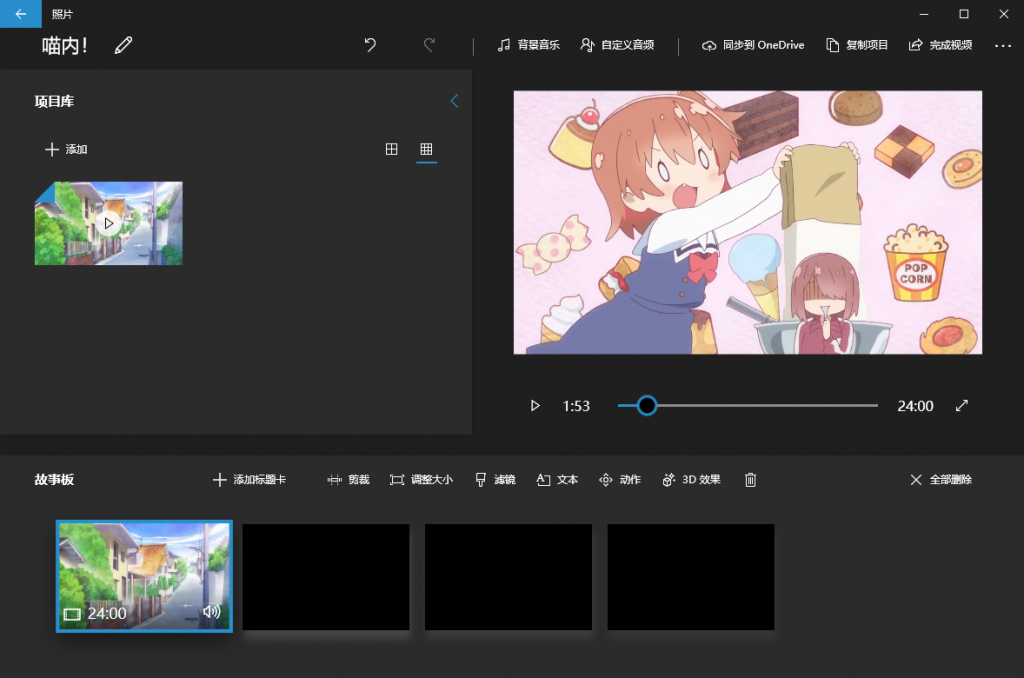 照片
喵内！
背景音乐
自定义音频
同步到 OneDrive
复制项目
完成视频
项目库
添加
POP
CORN
1:53
24:00
故事板
添加标题卡
剪裁
调整大小
滤镜
文本
动作
3D 效果
全部删除
24:00